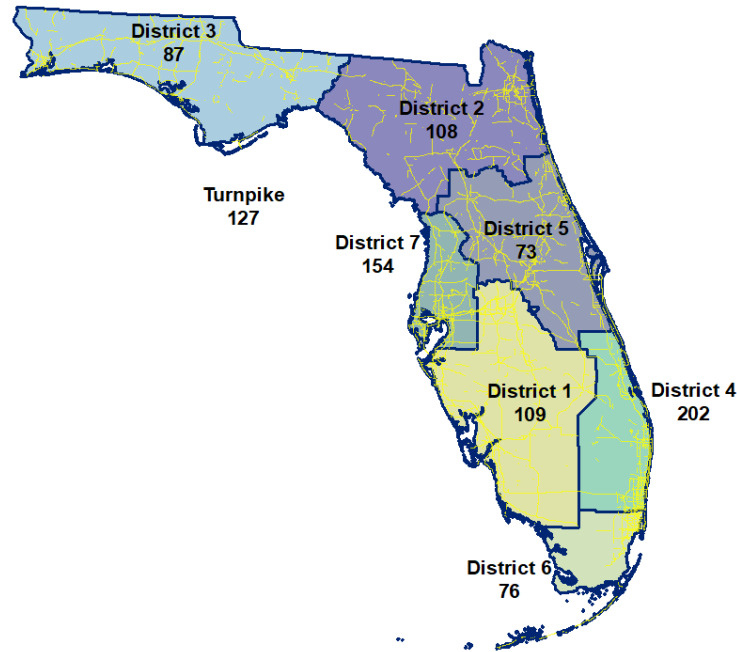 District 3
87
District 2
108
Turnpike
127
District 7
154
District 5
73
District 1
109
District 4
202
District 6
76